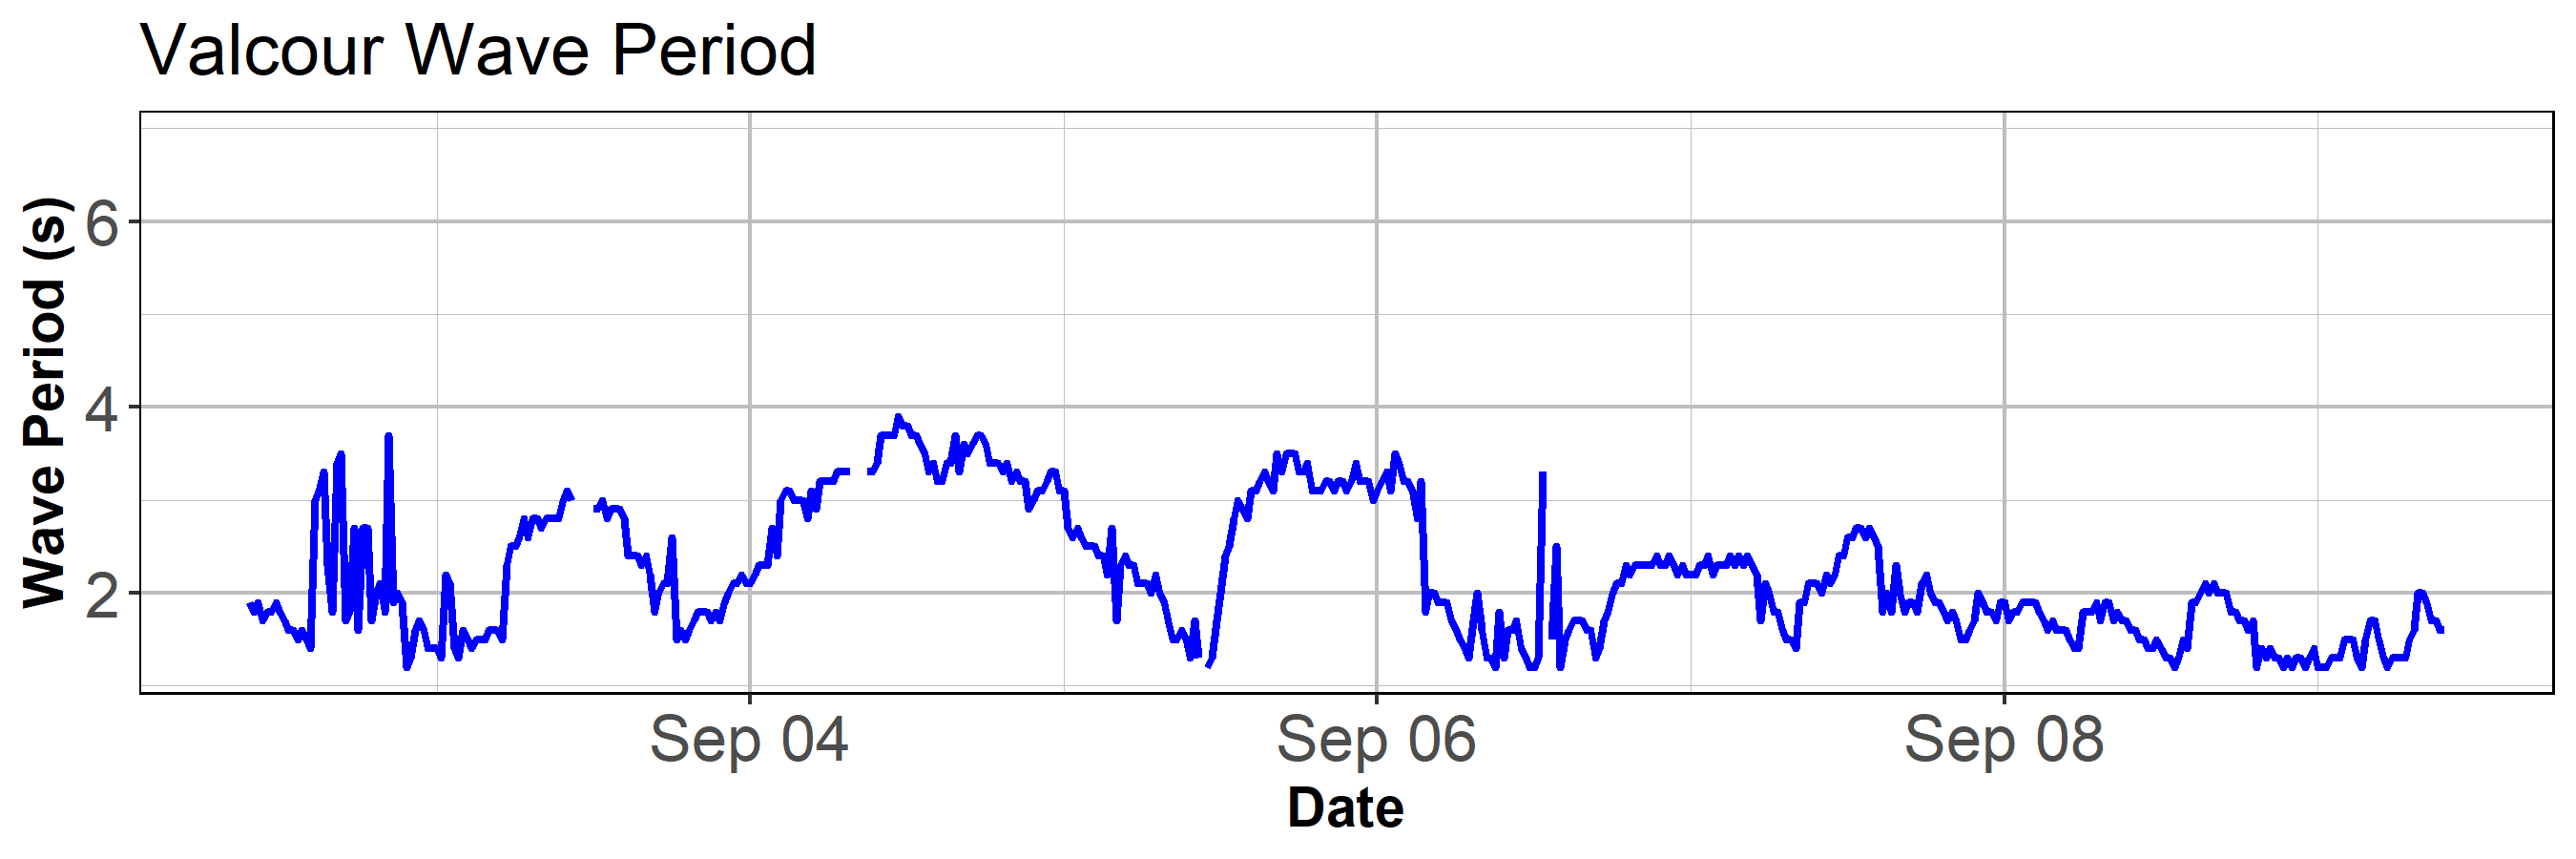 Valcour Wave Period
Wave Period (s)
6
4
2
Sep 04
Sep 06
Sep 08
Date